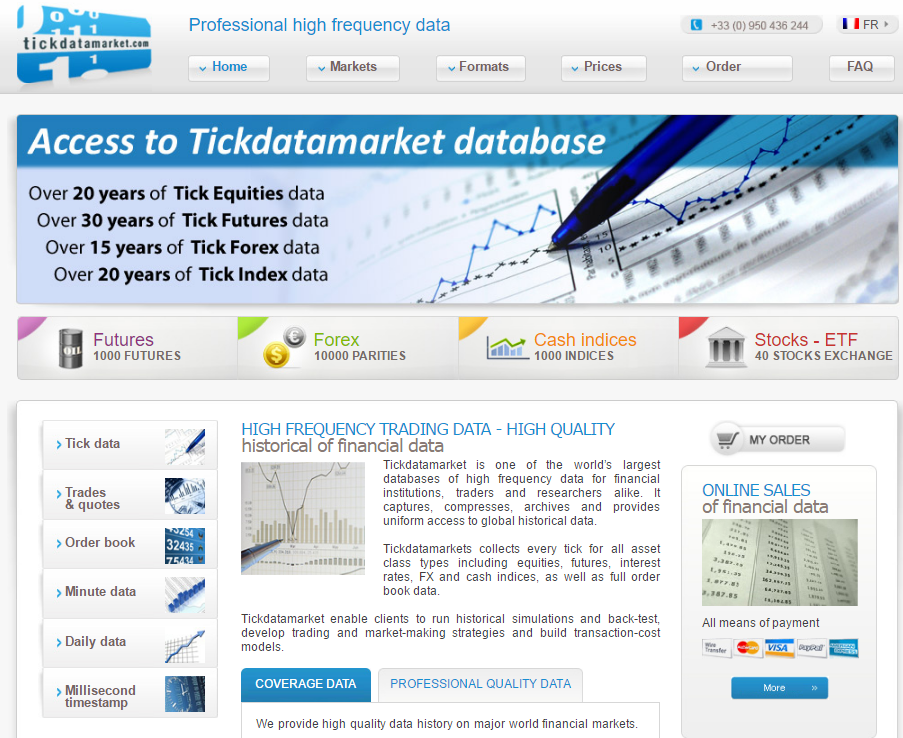 tickdatamarket.com
Professional high frequency data
+33 (0) 950 436 244
FR
Home
Markets
Formats
Prices
Order
FAQ
Access to Tickdatamarket database
Over 20 years of Tick Equities data
Over 30 years of Tick Futures data
Over 15 years of Tick Forex data
Over 20 years of Tick Index data
OIL
Futures
1000 FUTURES
Forex
10000 PARITIES
Cash indices
1000 INDICES
Stocks - ETF
40 STOCKS EXCHANGE
Tick data
Trades
& quotes
Order book
32435
Minute data
Daily data
Millisecond
timestamp
HIGH FREQUENCY TRADING DATA - HIGH QUALITY
historical of financial data
Tickdatamarket is one of the world's largest
databases of high frequency data for financial
institutions, traders and researchers alike. It
captures, compresses, archives and provides
uniform access to global historical data.
Tickdatamarkets collects every tick for all asset
class types including equities, futures, interest
rates, FX and cash indices, as well as full order
book data.
Tickdatamarket enable clients to run historical simulations and back-test,
develop trading and market-making strategies and build transaction-cost
models.
COVERAGE DATA
PROFESSIONAL QUALITY DATA
We provide high quality data history on major world financial markets.
MY ORDER
ONLINE SALES
of financial data
All means of payment
Wire
Transfer
MasterCard
VISA
PayPal
More »